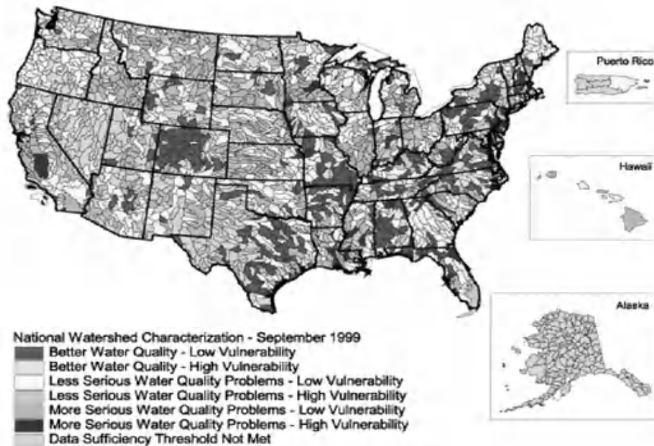 Puerto Rico
Hawaii
Alaska
National Watershed Characterization - September 1999
Better Water Quality - Low Vulnerability
Better Water Quality - High Vulnerability
Less Serious Water Quality Problems - Low Vulnerability
Less Serious Water Quality Problems - High Vulnerability
More Serious Water Quality Problems - Low Vulnerability
More Serious Water Quality Problems - High Vulnerability
Data Sufficiency Threshold Not Met